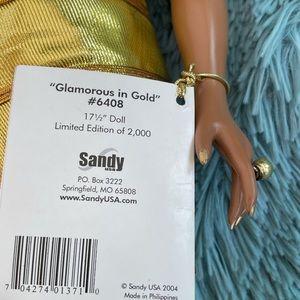 "Glamorous in Gold"
#6408
17½" Doll
Limited Edition of 2,000
Sandy
USA
P.O. Box 3222
Springfield, MO 65808
www.SandyUSA.com
7 04274 01371 0
© Sandy USA 2004
Made in Philippines